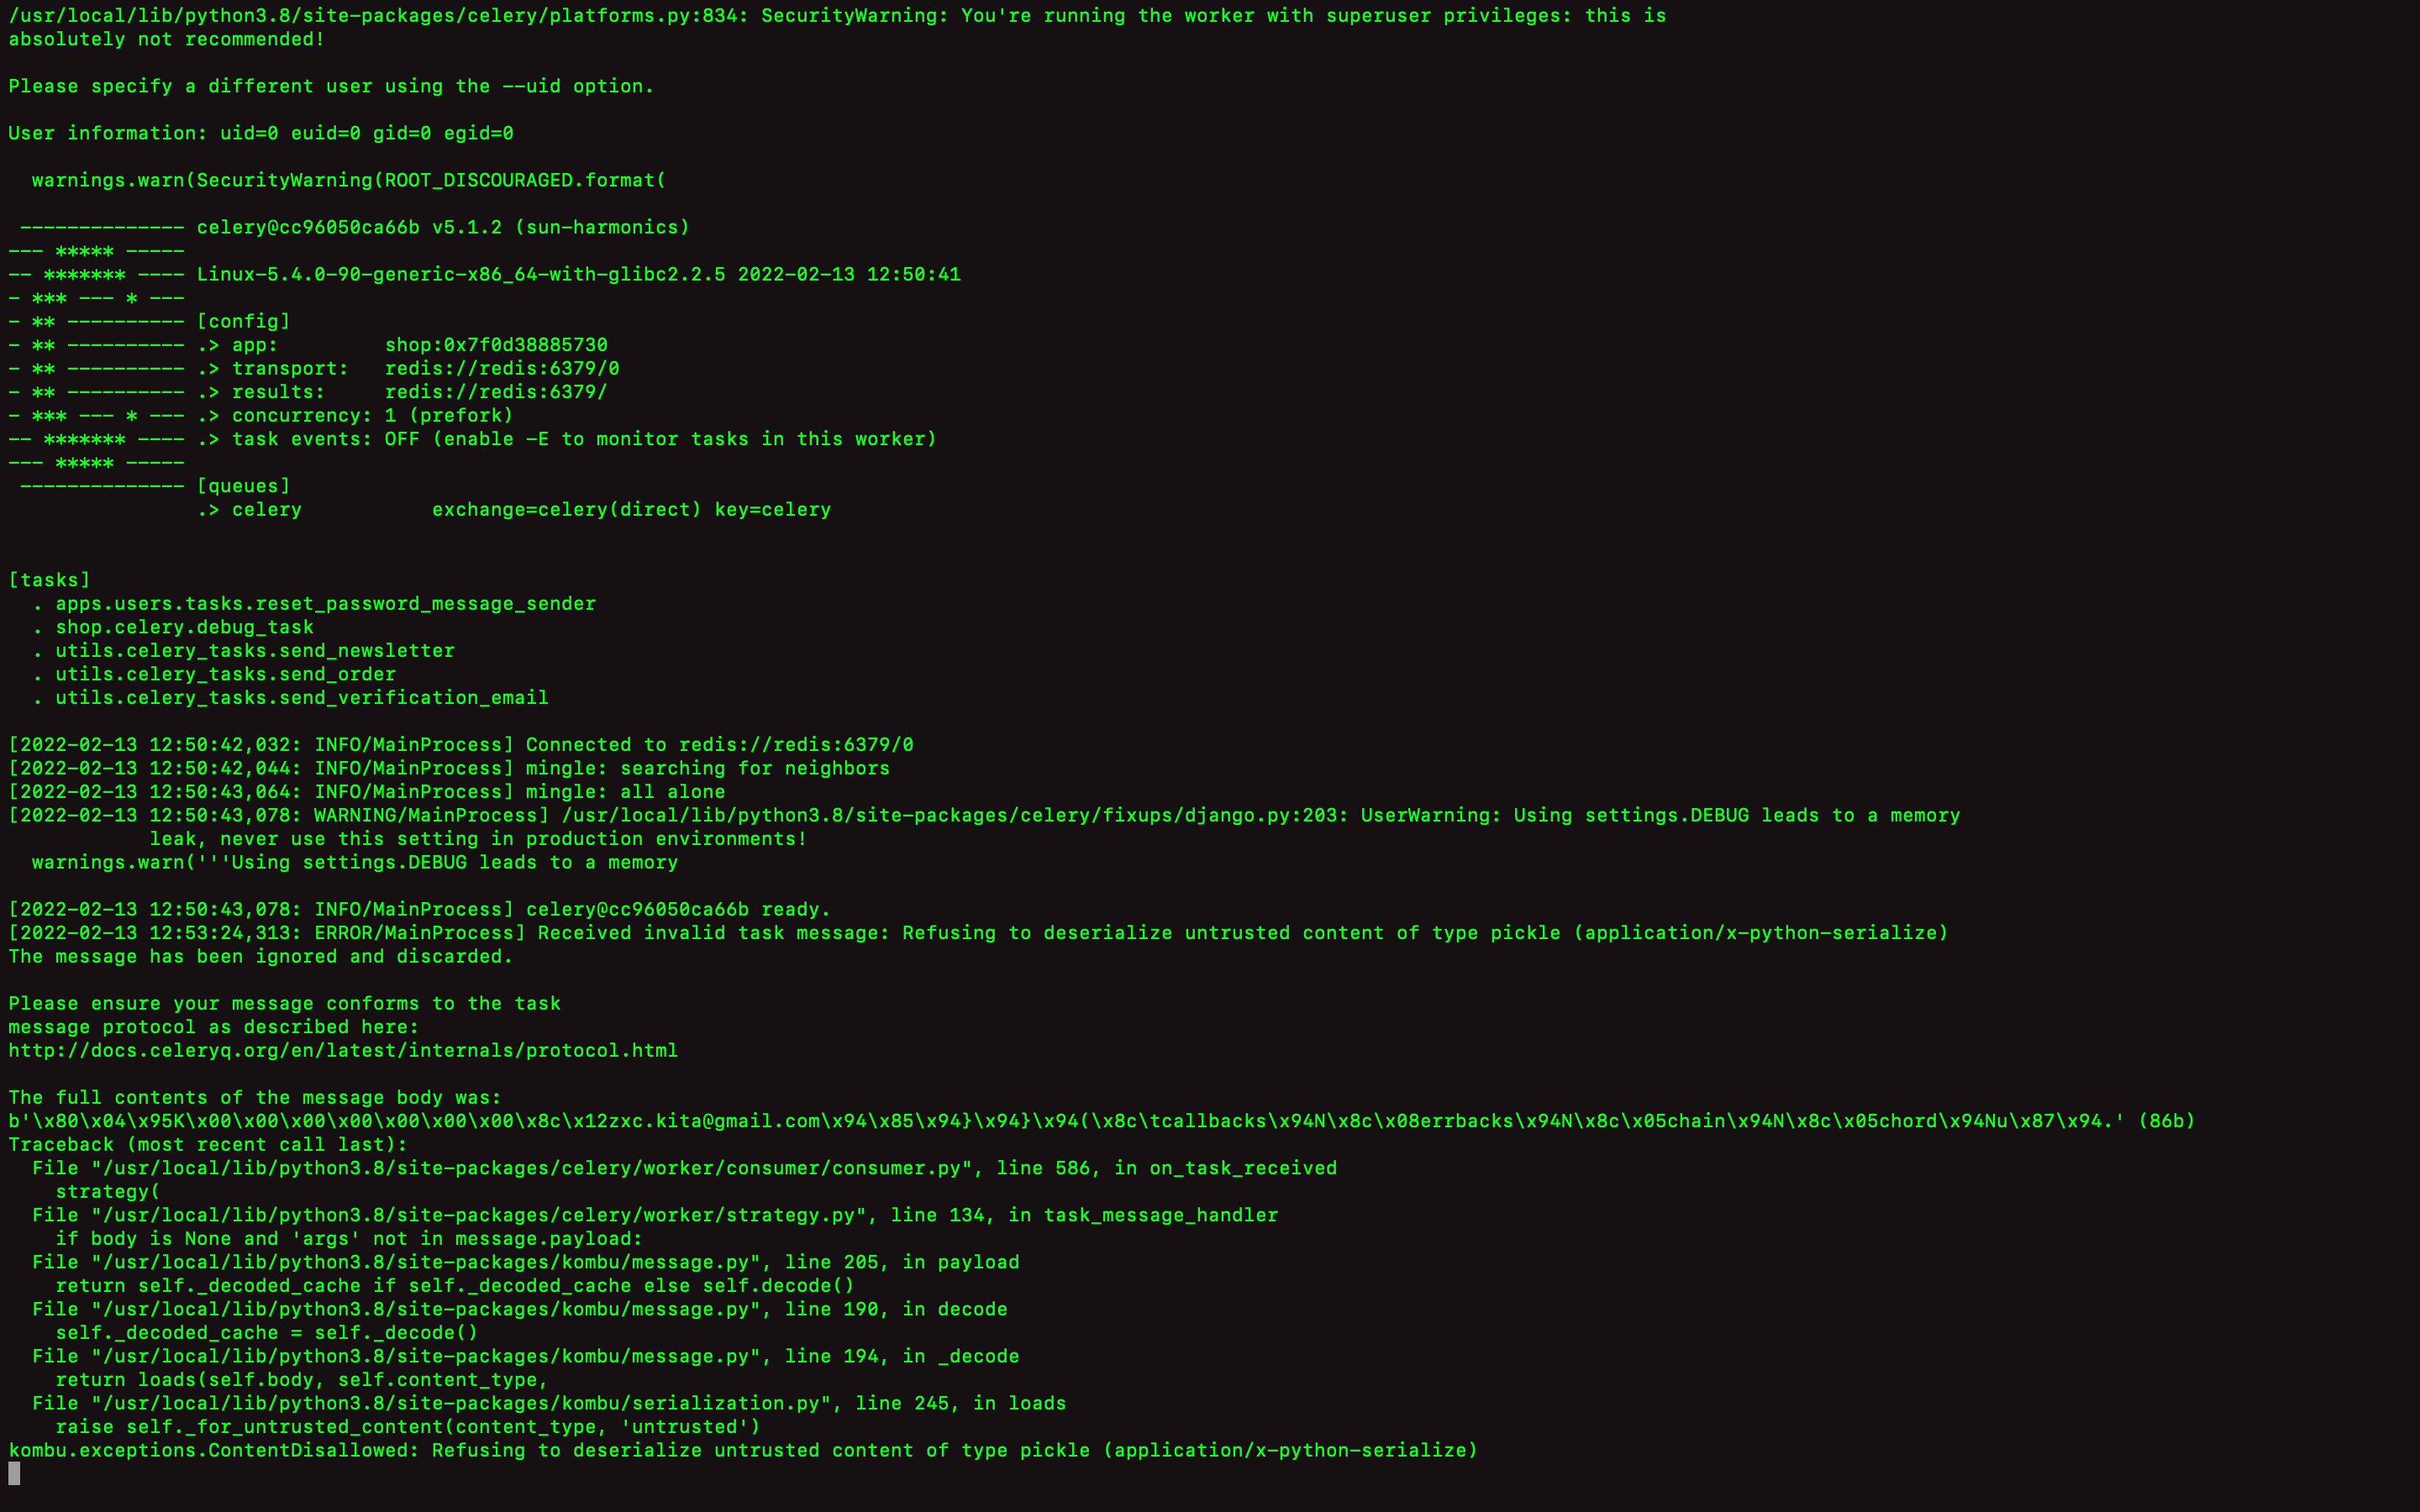 /usr/local/lib/python3.8/site-packages/celery/platforms.py:834: SecurityWarning: You're running the worker with superuser privileges: this is
absolutely not recommended!
Please specify a different user using the --uid option.
User information: uid=0 euid=0 gid=0 egid=0
  warnings.warn(SecurityWarning(ROOT_DISCOURAGED.format(
 -------------- celery@cc96050ca66b v5.1.2 (sun-harmonics)
--- ***** -----
-- ******* ---- Linux-5.4.0-90-generic-x86_64-with-glibc2.2.5 2022-02-13 12:50:41
- *** --- * ---
- ** ---------- [config]
- ** ---------- .> app:         shop:0x7f0d38885730
- ** ---------- .> transport:   redis://redis:6379/0
- ** ---------- .> results:     redis://redis:6379/
- *** --- * --- .> concurrency: 1 (prefork)
-- ******* ---- .> task events: OFF (enable -E to monitor tasks in this worker)
--- ***** -----
 -------------- [queues]
                .> celery           exchange=celery(direct) key=celery
[tasks]
  . apps.users.tasks.reset_password_message_sender
  . shop.celery.debug_task
  . utils.celery_tasks.send_newsletter
  . utils.celery_tasks.send_order
  . utils.celery_tasks.send_verification_email
[2022-02-13 12:50:42,032: INFO/MainProcess] Connected to redis://redis:6379/0
[2022-02-13 12:50:42,044: INFO/MainProcess] mingle: searching for neighbors
[2022-02-13 12:50:43,064: INFO/MainProcess] mingle: all alone
[2022-02-13 12:50:43,078: WARNING/MainProcess] /usr/local/lib/python3.8/site-packages/celery/fixups/django.py:203: UserWarning: Using settings.DEBUG leads to a memory
            leak, never use this setting in production environments!
  warnings.warn('''Using settings.DEBUG leads to a memory
[2022-02-13 12:50:43,078: INFO/MainProcess] celery@cc96050ca66b ready.
[2022-02-13 12:53:24,313: ERROR/MainProcess] Received invalid task message: Refusing to deserialize untrusted content of type pickle (application/x-python-serialize)
The message has been ignored and discarded.
Please ensure your message conforms to the task
message protocol as described here:
http://docs.celeryq.org/en/latest/internals/protocol.html
The full contents of the message body was:
b'\x80\x04\x95K\x00\x00\x00\x00\x00\x00\x00\x8c\x12zxc.kita@gmail.com\x94\x85\x94}\x94}\x94(\x8c\tcallbacks\x94N\x8c\x08errbacks\x94N\x8c\x05chain\x94N\x8c\x05chord\x94Nu\x87\x94.' (86b)
Traceback (most recent call last):
  File "/usr/local/lib/python3.8/site-packages/celery/worker/consumer/consumer.py", line 586, in on_task_received
    strategy(
  File "/usr/local/lib/python3.8/site-packages/celery/worker/strategy.py", line 134, in task_message_handler
    if body is None and 'args' not in message.payload:
  File "/usr/local/lib/python3.8/site-packages/kombu/message.py", line 205, in payload
    return self._decoded_cache if self._decoded_cache else self.decode()
  File "/usr/local/lib/python3.8/site-packages/kombu/message.py", line 190, in decode
    self._decoded_cache = self._decode()
  File "/usr/local/lib/python3.8/site-packages/kombu/message.py", line 194, in _decode
    return loads(self.body, self.content_type,
  File "/usr/local/lib/python3.8/site-packages/kombu/serialization.py", line 245, in loads
    raise self._for_untrusted_content(content_type, 'untrusted')
kombu.exceptions.ContentDisallowed: Refusing to deserialize untrusted content of type pickle (application/x-python-serialize)